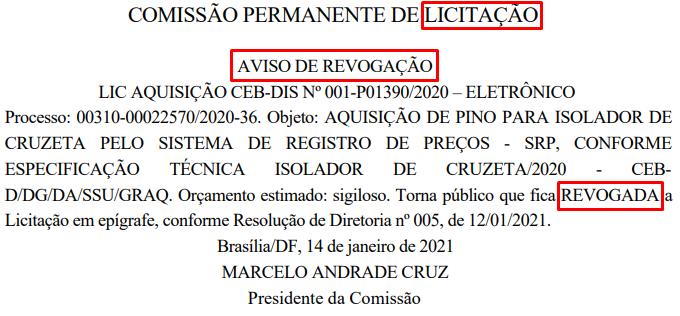 COMISSÃO PERMANENTE DE LICITAÇÃO
AVISO DE REVOGAÇÃO
LIC AQUISIÇÃO CEB-DIS Nº 001-P01390/2020 – ELETRÔNICO
Processo: 00310-00022570/2020-36. Objeto: AQUISIÇÃO DE PINO PARA ISOLADOR DE
CRUZETA PELO SISTEMA DE REGISTRO DE PREÇOS - SRP, CONFORME
ESPECIFICAÇÃO TÉCNICA ISOLADOR DE CRUZETA/2020 - CEB-
D/DG/DA/SSU/GRAQ. Orçamento estimado: sigiloso. Torna público que fica REVOGADA a
Licitação em epígrafe, conforme Resolução de Diretoria nº 005, de 12/01/2021.
Brasília/DF, 14 de janeiro de 2021
MARCELO ANDRADE CRUZ
Presidente da Comissão